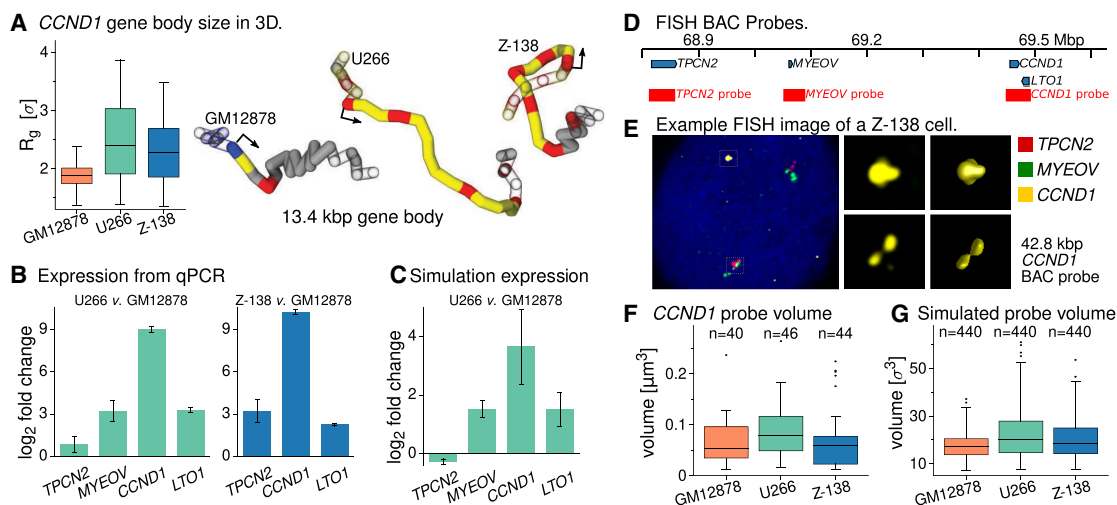 A CCND1 gene body size in 3D.
4
3
2
Rg [σ]
GM12878
U266
Z-138
GM12878
U266
Z-138
13.4 kbp gene body
B Expression from qPCR
U266 v. GM12878
Z-138 v. GM12878
log2 fold change
9
6
3
0
TPCN2
MYEOV
CCND1
LTO1
9
6
3
0
TPCN2
CCND1
LTO1
C Simulation expression
U266 v. GM12878
log2 fold change
4
2
0
TPCN2
MYEOV
CCND1
LTO1
D FISH BAC Probes.
68.9 69.2 69.5 Mbp
TPCN2 MYEOV CCND1
LTO1
TPCN2 probe MYEOV probe CCND1 probe
E Example FISH image of a Z-138 cell.
TPCN2
MYEOV
CCND1
42.8 kbp
CCND1
BAC probe
F CCND1 probe volume
n=40 n=46 n=44
volume [µm³]
0.2
0.1
0
GM12878
U266
Z-138
G Simulated probe volume
n=440 n=440 n=440
volume [σ³]
50
30
10
GM12878
U266
Z-138